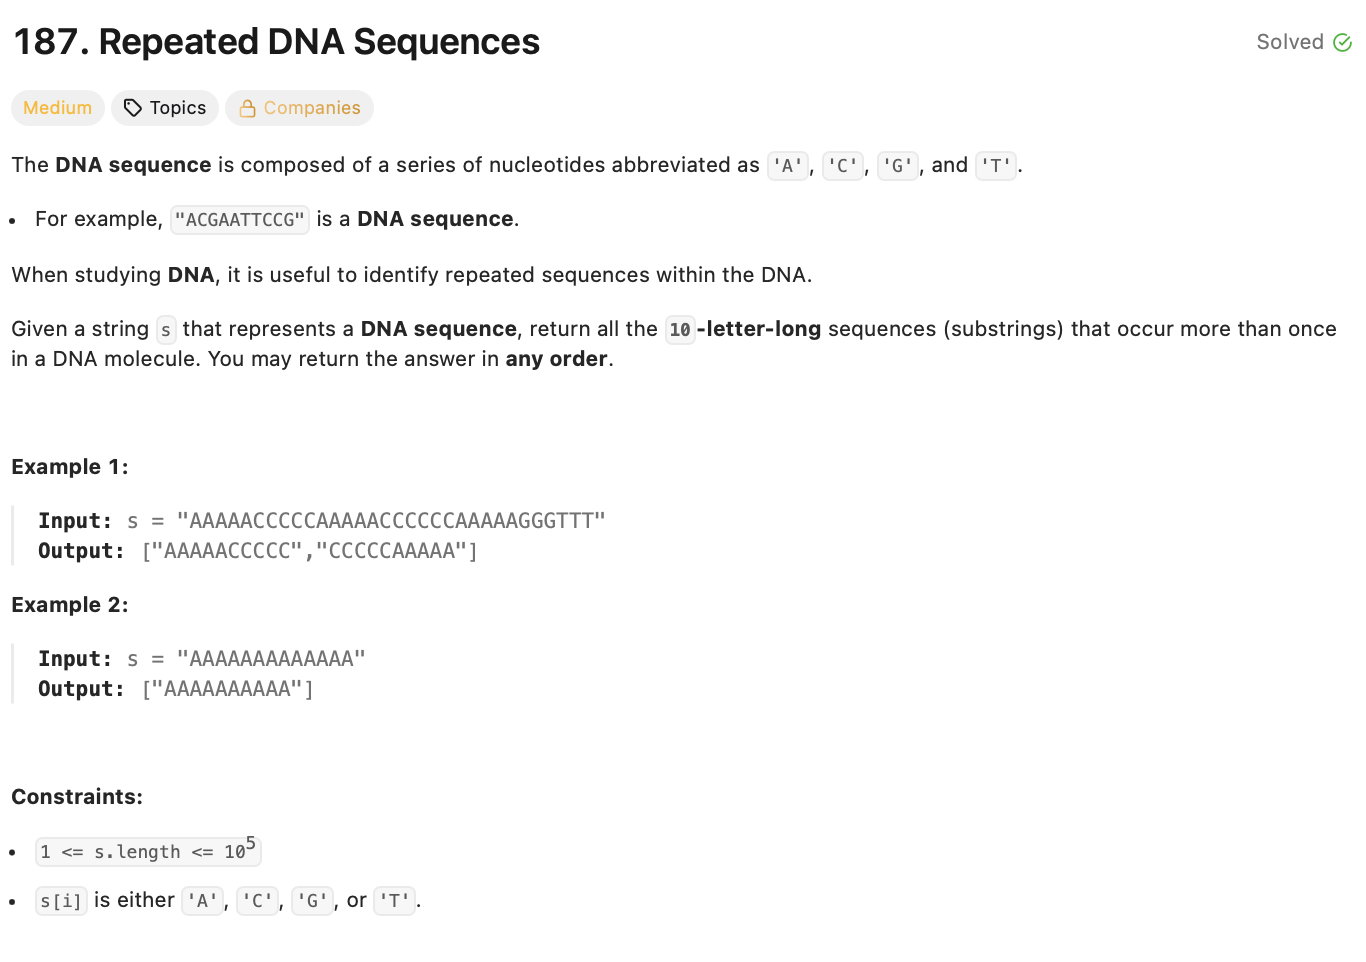 187. Repeated DNA Sequences
Solved
Medium Topics Companies
The DNA sequence is composed of a series of nucleotides abbreviated as 'A', 'C', 'G', and 'T'.
• For example, "ACGAATTCCG" is a DNA sequence.
When studying DNA, it is useful to identify repeated sequences within the DNA.
Given a string s that represents a DNA sequence, return all the 10-letter-long sequences (substrings) that occur more than once
in a DNA molecule. You may return the answer in any order.
Example 1:
Input: s = "AAAAACCCCCAAAAACCCCCCAAAAAGGGTTT"
Output: ["AAAAACCCCC","CCCCCAAAAA"]
Example 2:
Input: s = "AAAAAAAAAAAAA"
Output: ["AAAAAAAAAA"]
Constraints:
• 1 <= s.length <= 10⁵
• s[i] is either 'A', 'C', 'G', or 'T'.